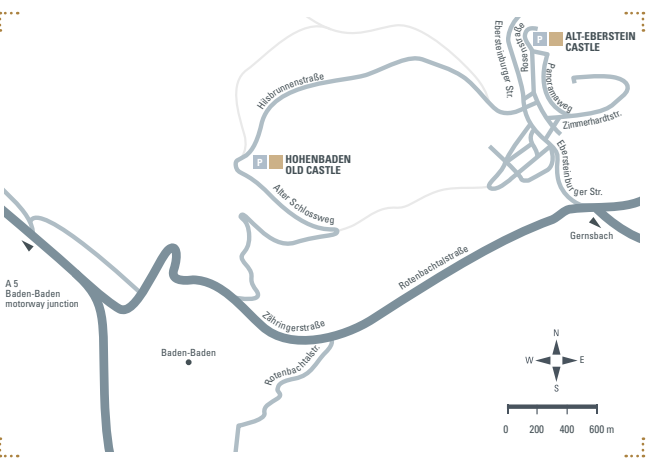 Ebersteinburger Str.
Rosenstraße
P
ALT-EBERSTEIN
CASTLE
Panoramaweg
Zimmerhardtstr.
Hilsbrunnenstraße
P
HOHENBADEN
OLD CASTLE
Alter Schlossweg
Ebersteinburger Str.
Gernsbach
A 5
Baden-Baden
motorway junction
Rotenbachtalstraße
Zähringerstraße
Baden-Baden
Rotenbachtalstr.
N
W E
S
0 200 400 600 m